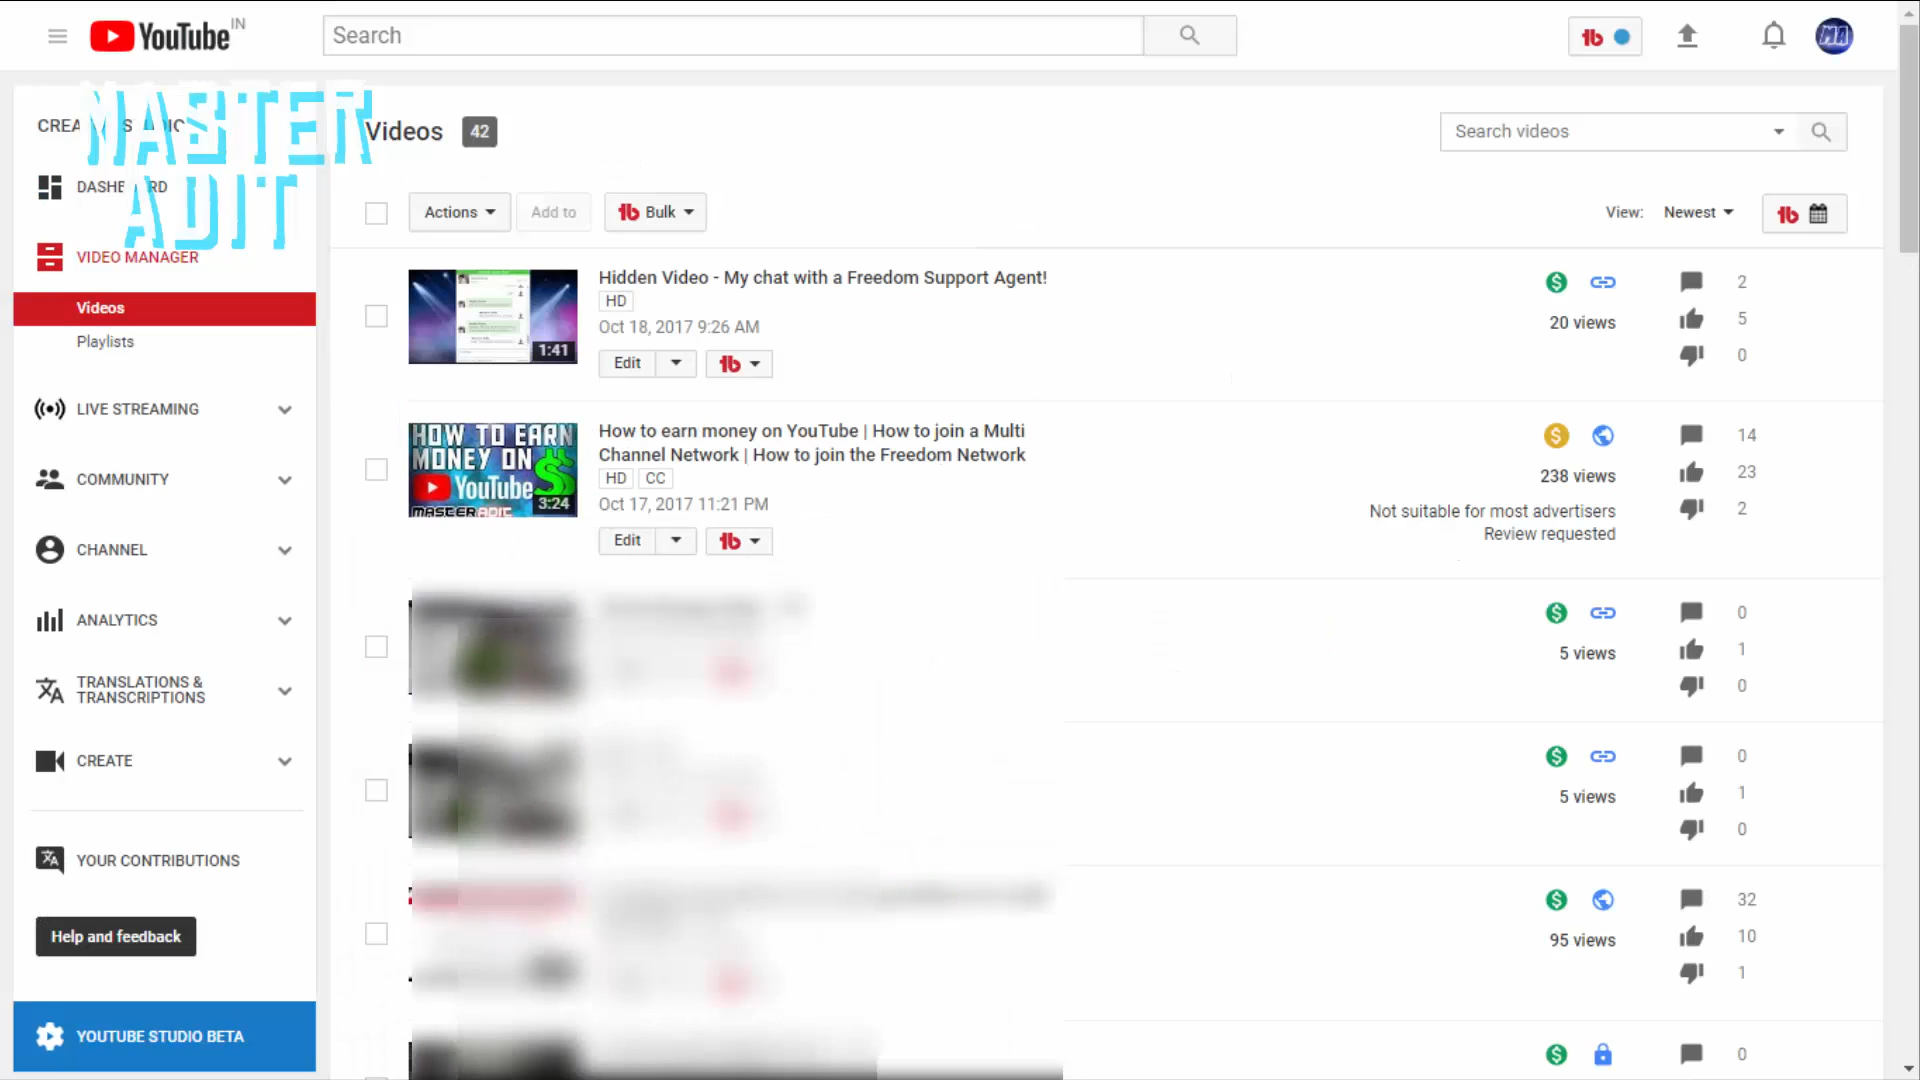 YouTube IN
Search
MASTER
ADIT
DASHBOARD
VIDEO MANAGER
Videos
Playlists
LIVE STREAMING
COMMUNITY
CHANNEL
ANALYTICS
TRANSLATIONS &
TRANSCRIPTIONS
CREATE
YOUR CONTRIBUTIONS
Help and feedback
YOUTUBE STUDIO BETA
Videos 42
Search videos
Actions
Add to
Bulk
View: Newest
1:41
Hidden Video - My chat with a Freedom Support Agent!
HD
Oct 18, 2017 9:26 AM
Edit
20 views
2
5
0
HOW TO EARN
MONEY ON
YouTube
3:24
MASTER ADIT
How to earn money on YouTube | How to join a Multi
Channel Network | How to join the Freedom Network
HD CC
Oct 17, 2017 11:21 PM
Edit
238 views
Not suitable for most advertisers
Review requested
14
23
2
5 views
0
1
0
5 views
0
1
0
95 views
32
10
1
0